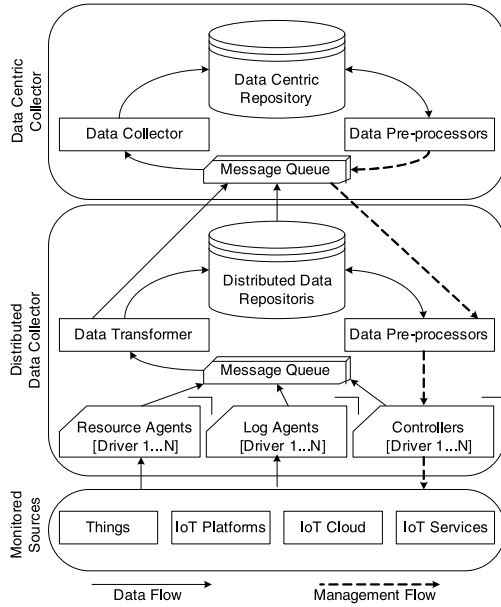 Data Centric
Collector
Data Centric
Repository
Data Collector
Data Pre-processors
Message Queue
Distributed
Data Collector
Distributed Data
Repositoris
Data Transformer
Data Pre-processors
Message Queue
Resource Agents
[Driver 1...N]
Log Agents
[Driver 1...N]
Controllers
[Driver 1...N]
Monitored
Sources
Things
IoT Platforms
IoT Cloud
IoT Services
Data Flow
Management Flow